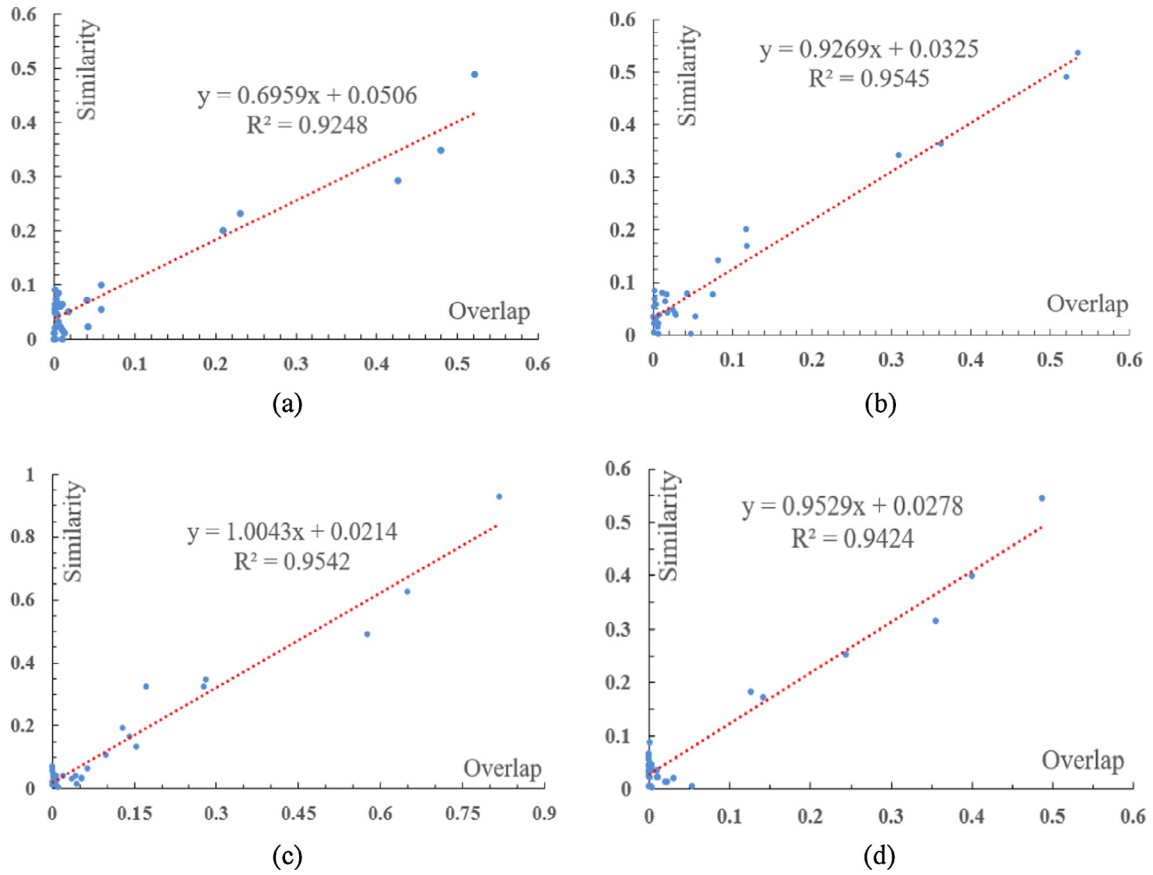 0.6
0.5
0.4
0.3
0.2
0.1
0
Similarity
y = 0.6959x + 0.0506
R² = 0.9248
Overlap
0 0.1 0.2 0.3 0.4 0.5 0.6
(a)
0.6
0.5
0.4
0.3
0.2
0.1
0
Similarity
y = 0.9269x + 0.0325
R² = 0.9545
Overlap
0 0.1 0.2 0.3 0.4 0.5 0.6
(b)
1
0.8
0.6
0.4
0.2
0
Similarity
y = 1.0043x + 0.0214
R² = 0.9542
Overlap
0 0.15 0.3 0.45 0.6 0.75 0.9
(c)
0.6
0.5
0.4
0.3
0.2
0.1
0
Similarity
y = 0.9529x + 0.0278
R² = 0.9424
Overlap
0 0.1 0.2 0.3 0.4 0.5 0.6
(d)